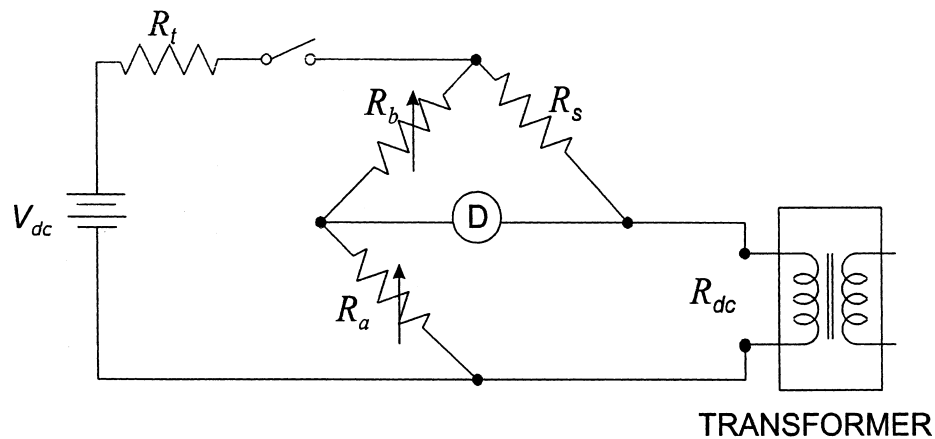 R_t
R_b
R_s
V_dc
D
R_a
R_dc
TRANSFORMER